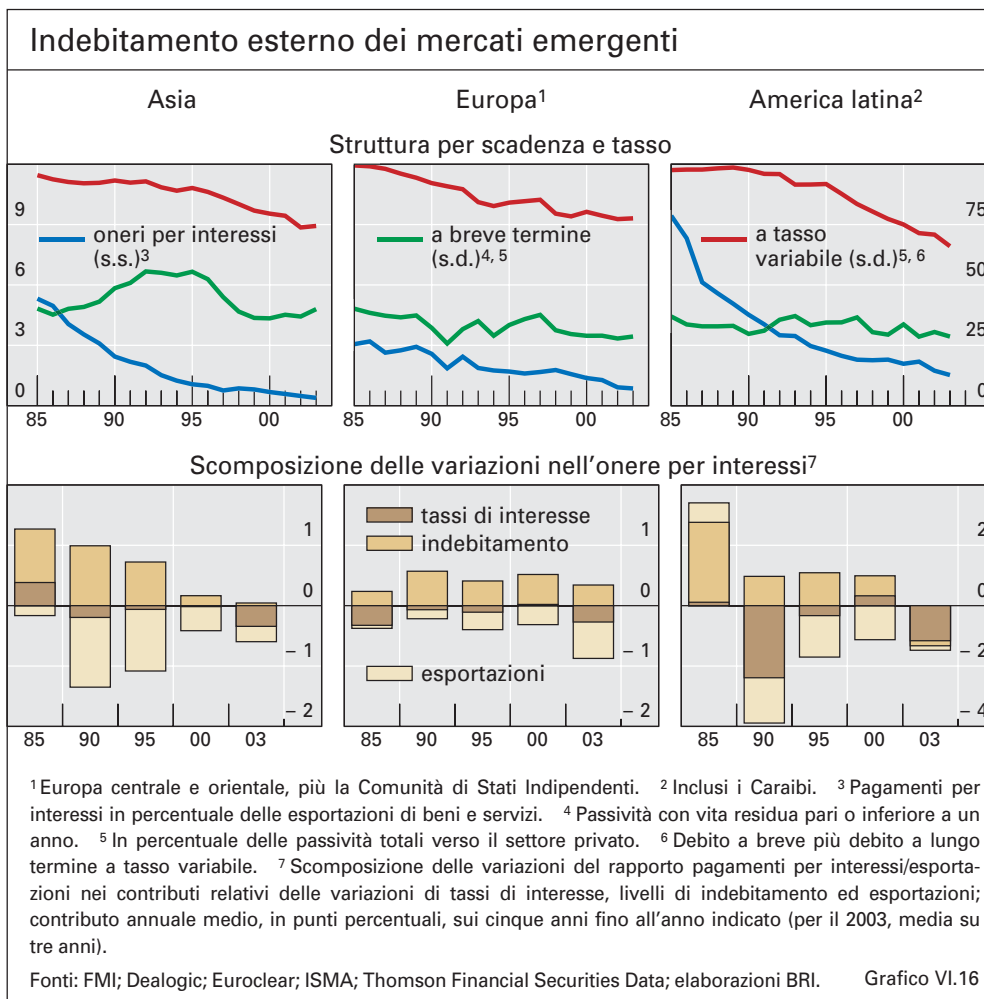 Indebitamento esterno dei mercati emergenti
Asia
Europa¹
America latina²
Struttura per scadenza e tasso
9
6
3
0
oneri per interessi
(s.s.)³
85 90 95 00
a breve termine
(s.d.)⁴, ⁵
85 90 95 00
a tasso
variabile (s.d.)⁵, ⁶
75
50
25
0
85 90 95 00
Scomposizione delle variazioni nell'onere per interessi⁷
1
0
– 1
– 2
85 90 95 00 03
tassi di interesse
indebitamento
esportazioni
1
0
– 1
– 2
85 90 95 00 03
2
0
– 2
– 4
85 90 95 00 03
¹ Europa centrale e orientale, più la Comunità di Stati Indipendenti. ² Inclusi i Caraibi. ³ Pagamenti per
interessi in percentuale delle esportazioni di beni e servizi. ⁴ Passività con vita residua pari o inferiore a un
anno. ⁵ In percentuale delle passività totali verso il settore privato. ⁶ Debito a breve più debito a lungo
termine a tasso variabile. ⁷ Scomposizione delle variazioni del rapporto pagamenti per interessi/esporta-
zioni nei contributi relativi delle variazioni di tassi di interesse, livelli di indebitamento ed esportazioni;
contributo annuale medio, in punti percentuali, sui cinque anni fino all'anno indicato (per il 2003, media su
tre anni).
Fonti: FMI; Dealogic; Euroclear; ISMA; Thomson Financial Securities Data; elaborazioni BRI. Grafico VI.16